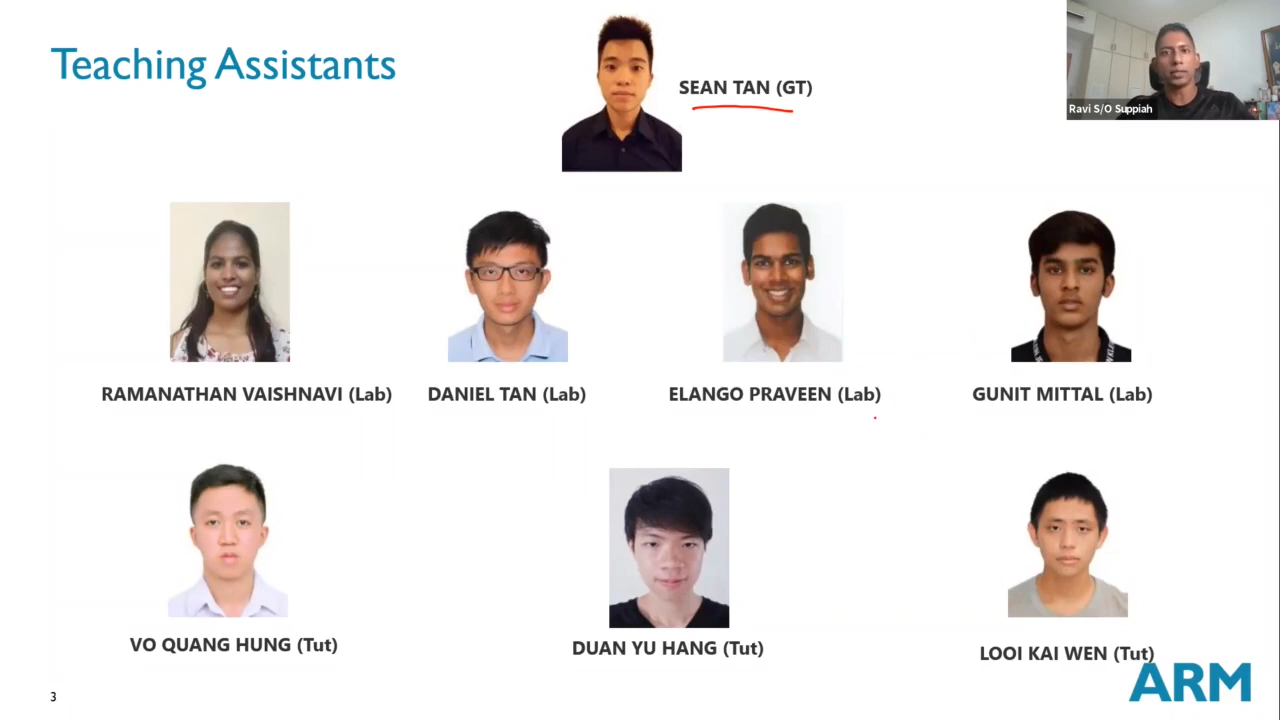 Teaching Assistants
SEAN TAN (GT)
Ravi S/O Suppiah
RAMANATHAN VAISHNAVI (Lab)
DANIEL TAN (Lab)
ELANGO PRAVEEN (Lab)
GUNIT MITTAL (Lab)
VO QUANG HUNG (Tut)
DUAN YU HANG (Tut)
LOOI KAI WEN (Tut)
3
ARM